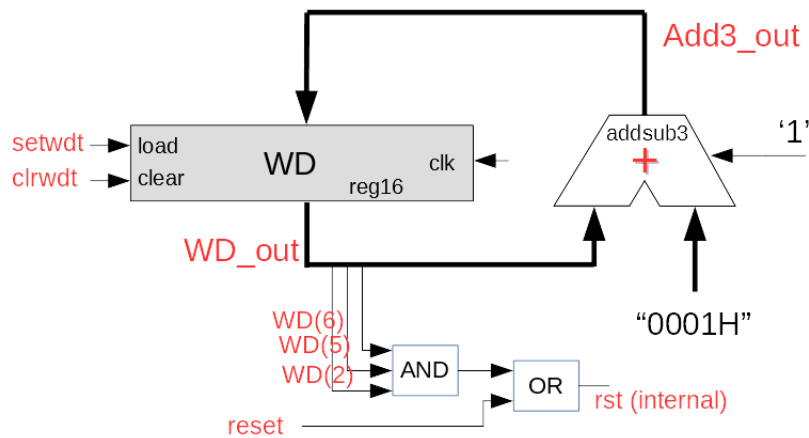 Add3_out
setwdt
load
WD
clk
addsub3
+
‘1’
clrwdt
clear
reg16
WD_out
“0001H”
WD(6)
WD(5)
WD(2)
AND
OR
rst (internal)
reset